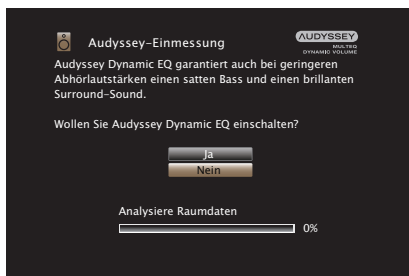 Audyssey-Einmessung
AUDYSSEY
MULTEQ
DYNAMIC VOLUME
Audyssey Dynamic EQ garantiert auch bei geringeren
Abhörlautstärken einen satten Bass und einen brillanten
Surround-Sound.
Wollen Sie Audyssey Dynamic EQ einschalten?
Ja
Nein
Analysiere Raumdaten
0%